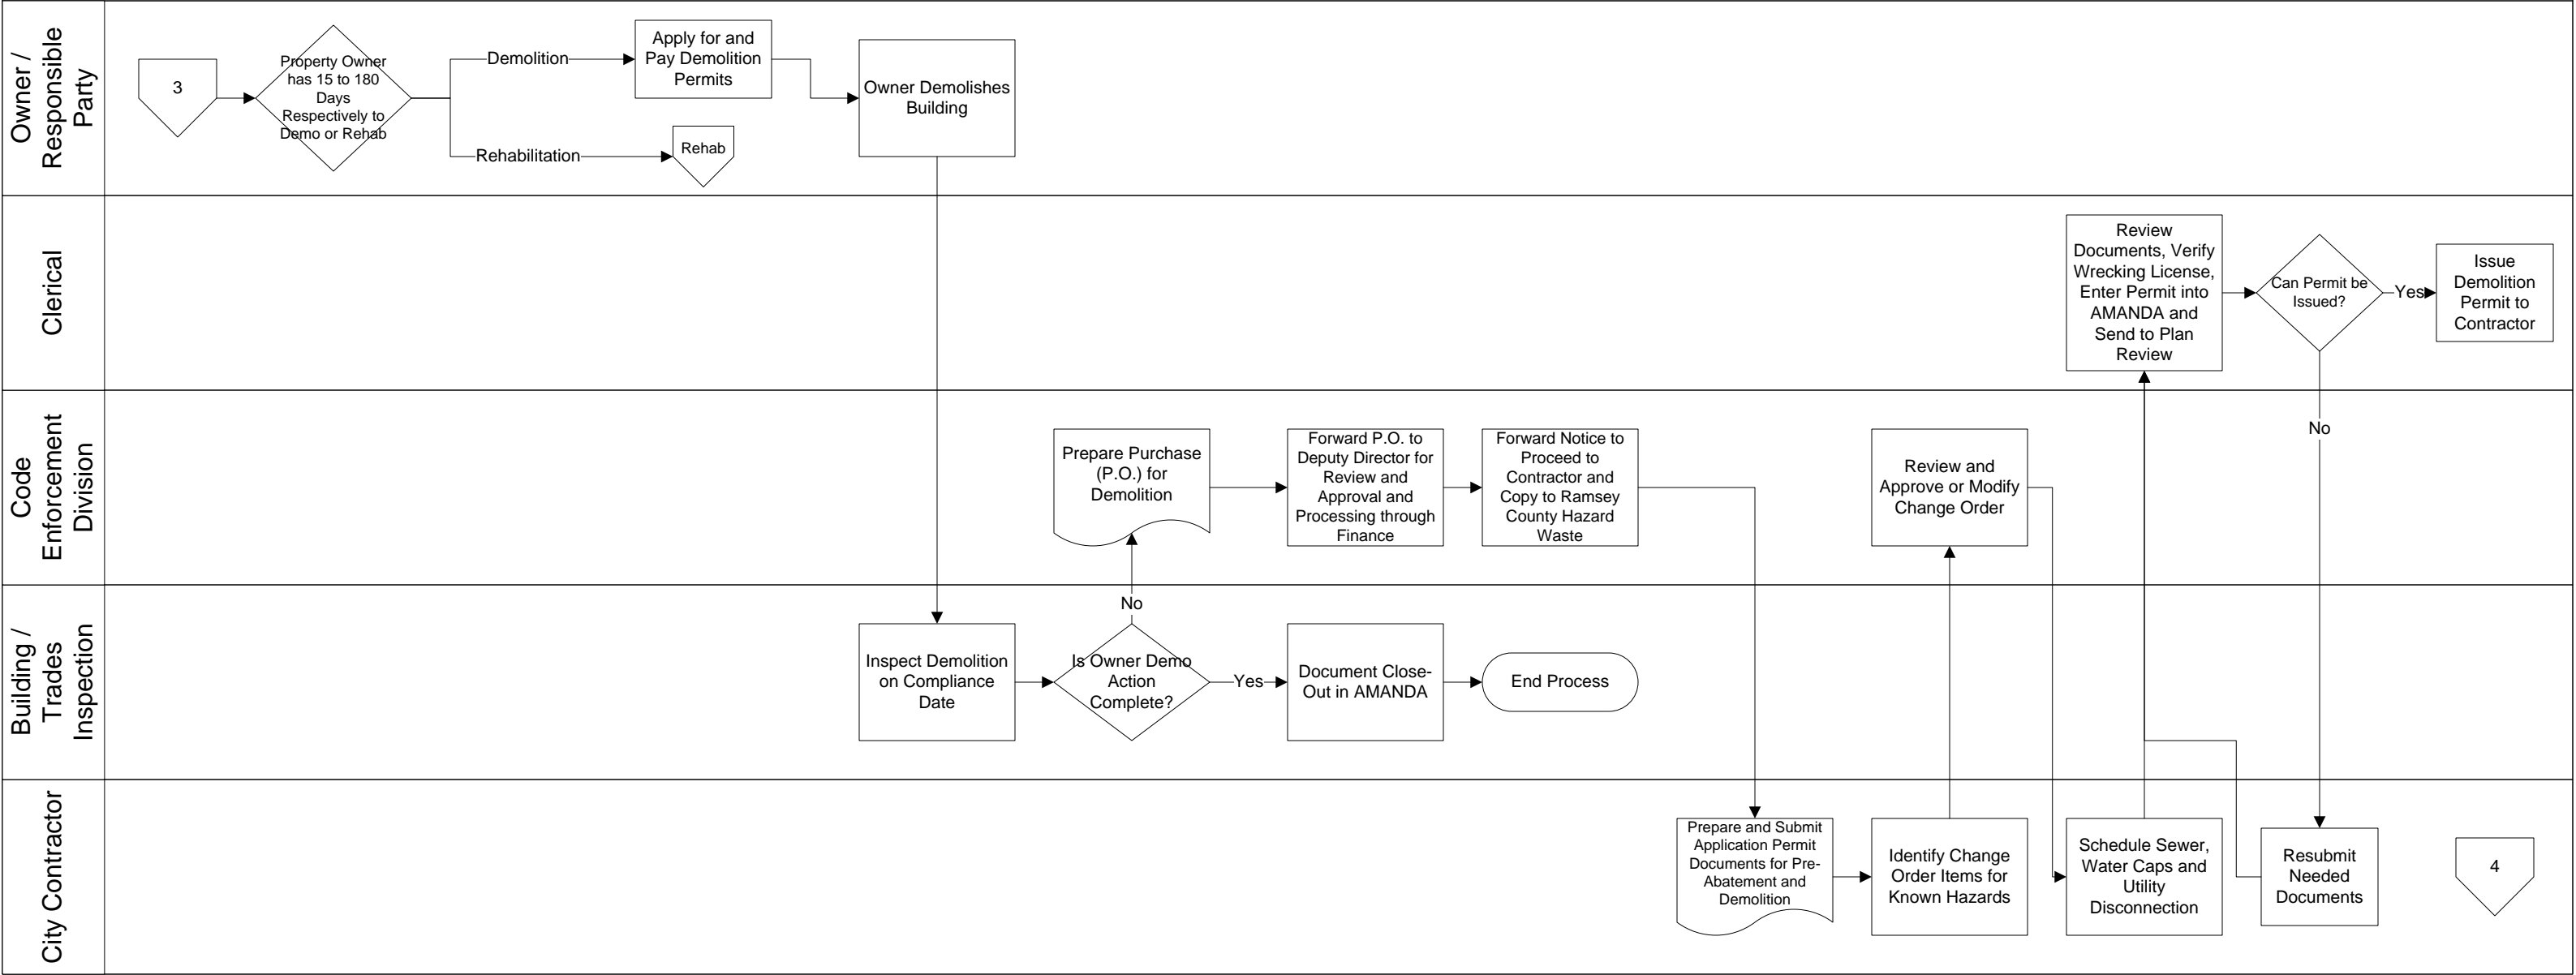 Owner /
Responsible
Party
3
Property Owner
has 15 to 180
Days
Respectively to
Demo or Rehab
Demolition
Rehabilitation
Apply for and
Pay Demolition
Permits
Rehab
Owner Demolishes
Building
Clerical
Review
Documents, Verify
Wrecking License,
Enter Permit into
AMANDA and
Send to Plan
Review
Can Permit be
Issued?
Yes
Issue
Demolition
Permit to
Contractor
No
Code
Enforcement
Division
Prepare Purchase
(P.O.) for
Demolition
Forward P.O. to
Deputy Director for
Review and
Approval and
Processing through
Finance
Forward Notice to
Proceed to
Contractor and
Copy to Ramsey
County Hazard
Waste
Review and
Approve or Modify
Change Order
Building /
Trades
Inspection
Inspect Demolition
on Compliance
Date
No
Is Owner Demo
Action
Complete?
Yes
Document Close-
Out in AMANDA
End Process
City Contractor
Prepare and Submit
Application Permit
Documents for Pre-
Abatement and
Demolition
Identify Change
Order Items for
Known Hazards
Schedule Sewer,
Water Caps and
Utility
Disconnection
Resubmit
Needed
Documents
4